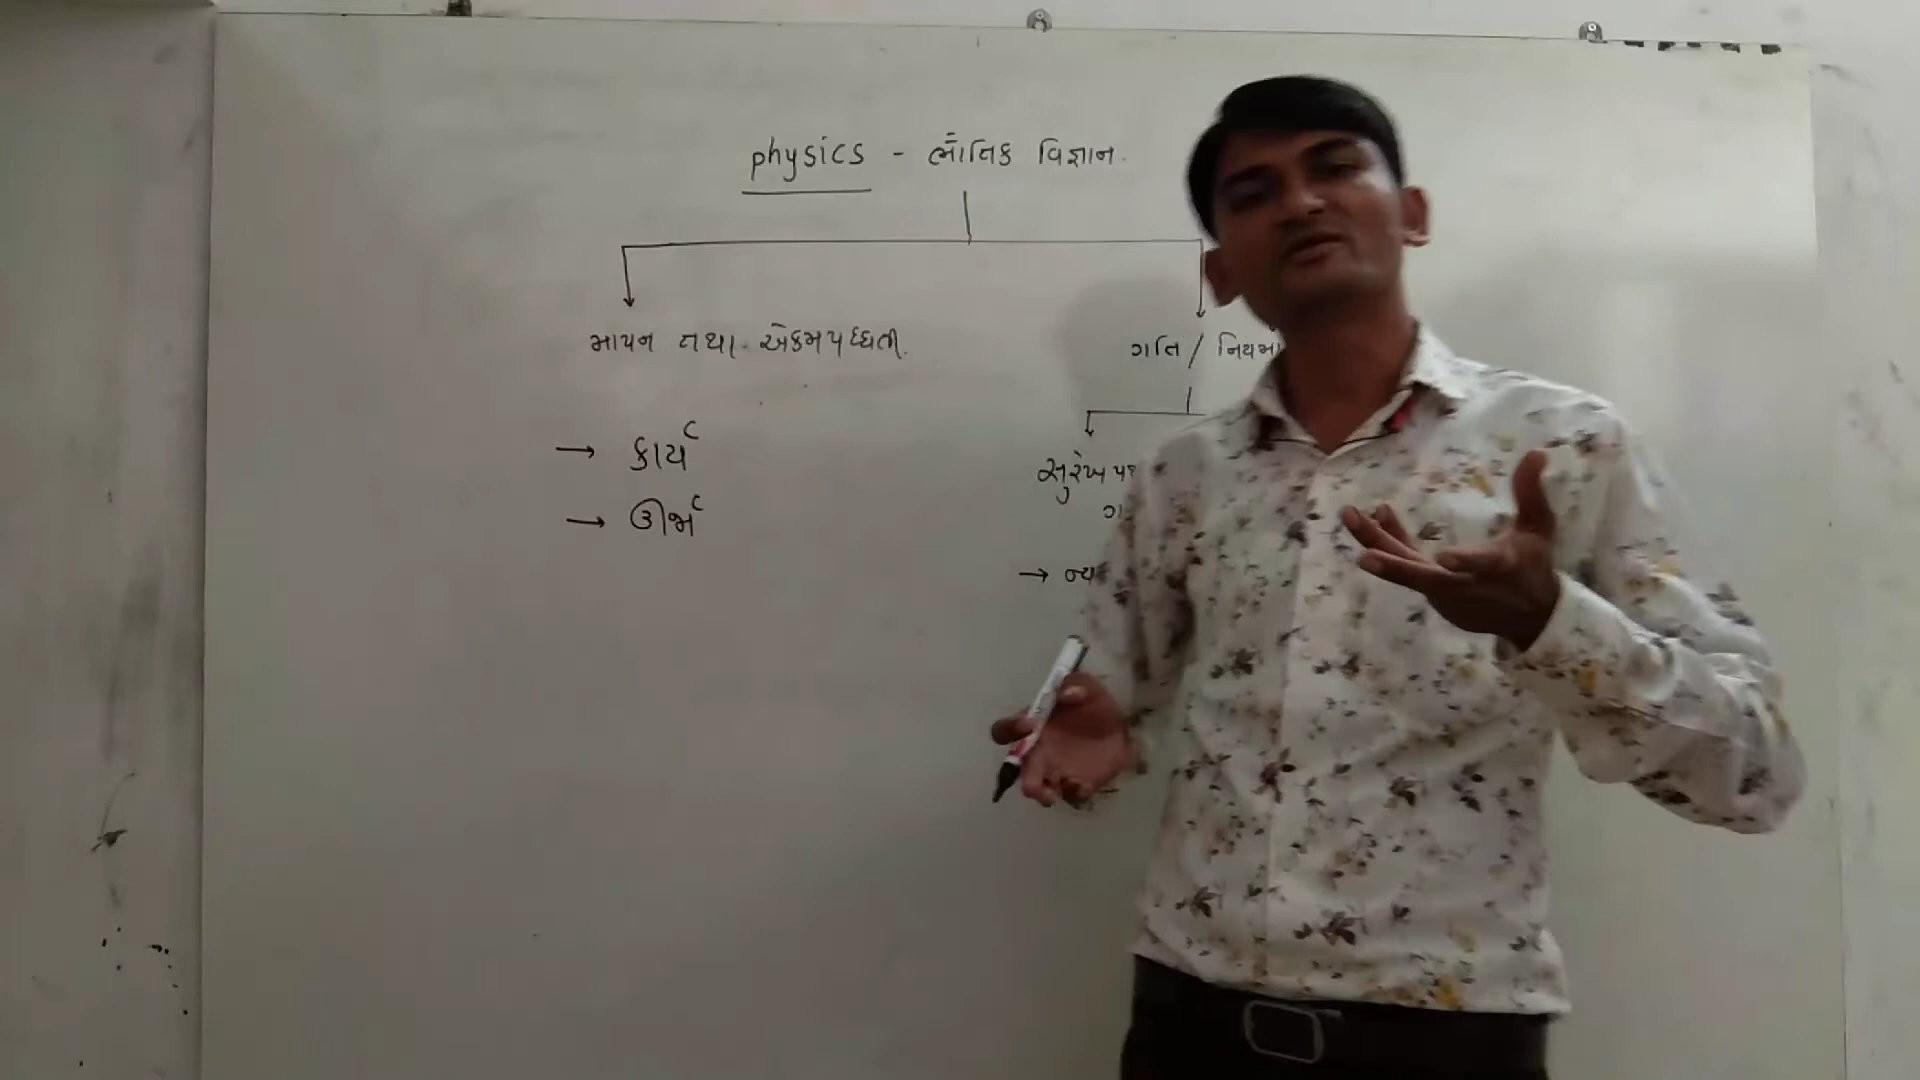 physics - ભૌતિક વિજ્ઞાન.
માપન તથા એકમપદ્ધતી.
ગતિ / નિયમો
→ કાર્ય
→ ઊર્જા
સુરેખ